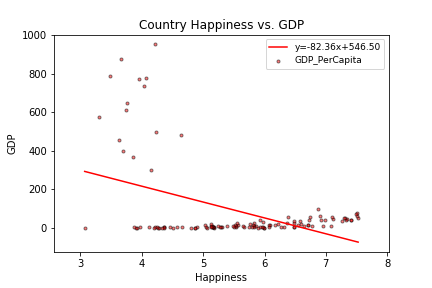 Country Happiness vs. GDP
y=-82.36x+546.50
GDP_PerCapita
1000
800
600
400
200
0
GDP
3 4 5 6 7 8
Happiness